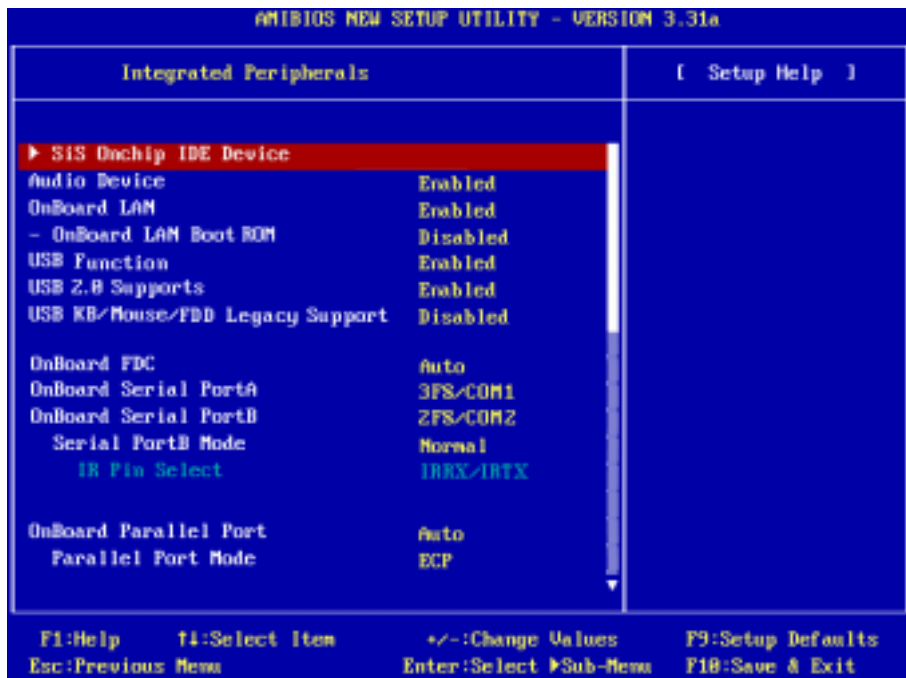 AMIBIOS NEW SETUP UTILITY - VERSION 3.31a
Integrated Peripherals
[ Setup Help ]
▶ SiS Onchip IDE Device
Audio Device Enabled
OnBoard LAN Enabled
- OnBoard LAN Boot ROM Disabled
USB Function Enabled
USB 2.0 Supports Enabled
USB KB/Mouse/FDD Legacy Support Disabled
OnBoard FDC Auto
OnBoard Serial PortA 3F8/COM1
OnBoard Serial PortB 2F8/COM2
Serial PortB Mode Normal
IR Pin Select IRRX/IRTX
OnBoard Parallel Port Auto
Parallel Port Mode ECP
F1:Help ↑↓:Select Item +/-:Change Values F9:Setup Defaults
Esc:Previous Menu Enter:Select ▶Sub-Menu F10:Save & Exit